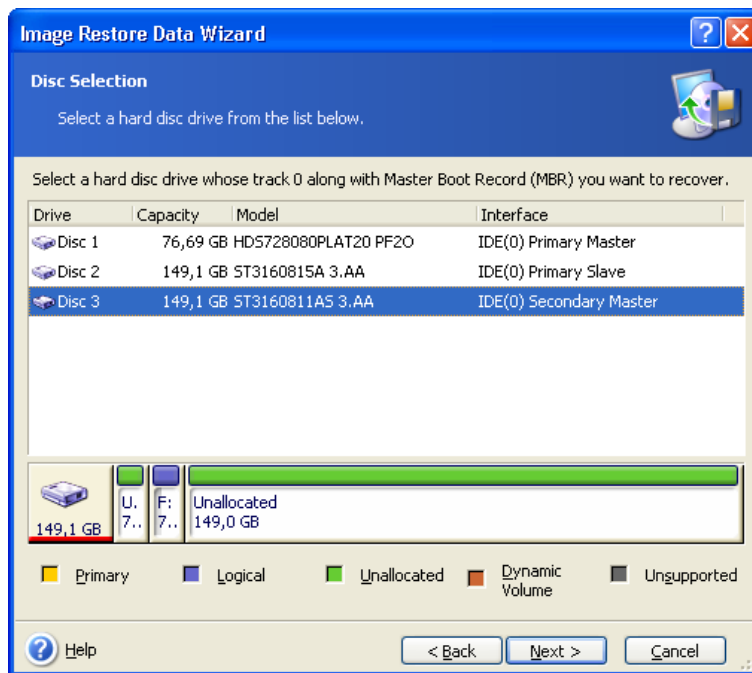 Image Restore Data Wizard
Disc Selection
Select a hard disc drive from the list below.
Select a hard disc drive whose track 0 along with Master Boot Record (MBR) you want to recover.
Drive Capacity Model Interface
Disc 1 76,69 GB HDS728080PLAT20 PF2O IDE(0) Primary Master
Disc 2 149,1 GB ST3160815A 3.AA IDE(0) Primary Slave
Disc 3 149,1 GB ST3160811AS 3.AA IDE(0) Secondary Master
149,1 GB
U.
7..
F:
7..
Unallocated
149,0 GB
Primary Logical Unallocated Dynamic Volume Unsupported
Help < Back Next > Cancel